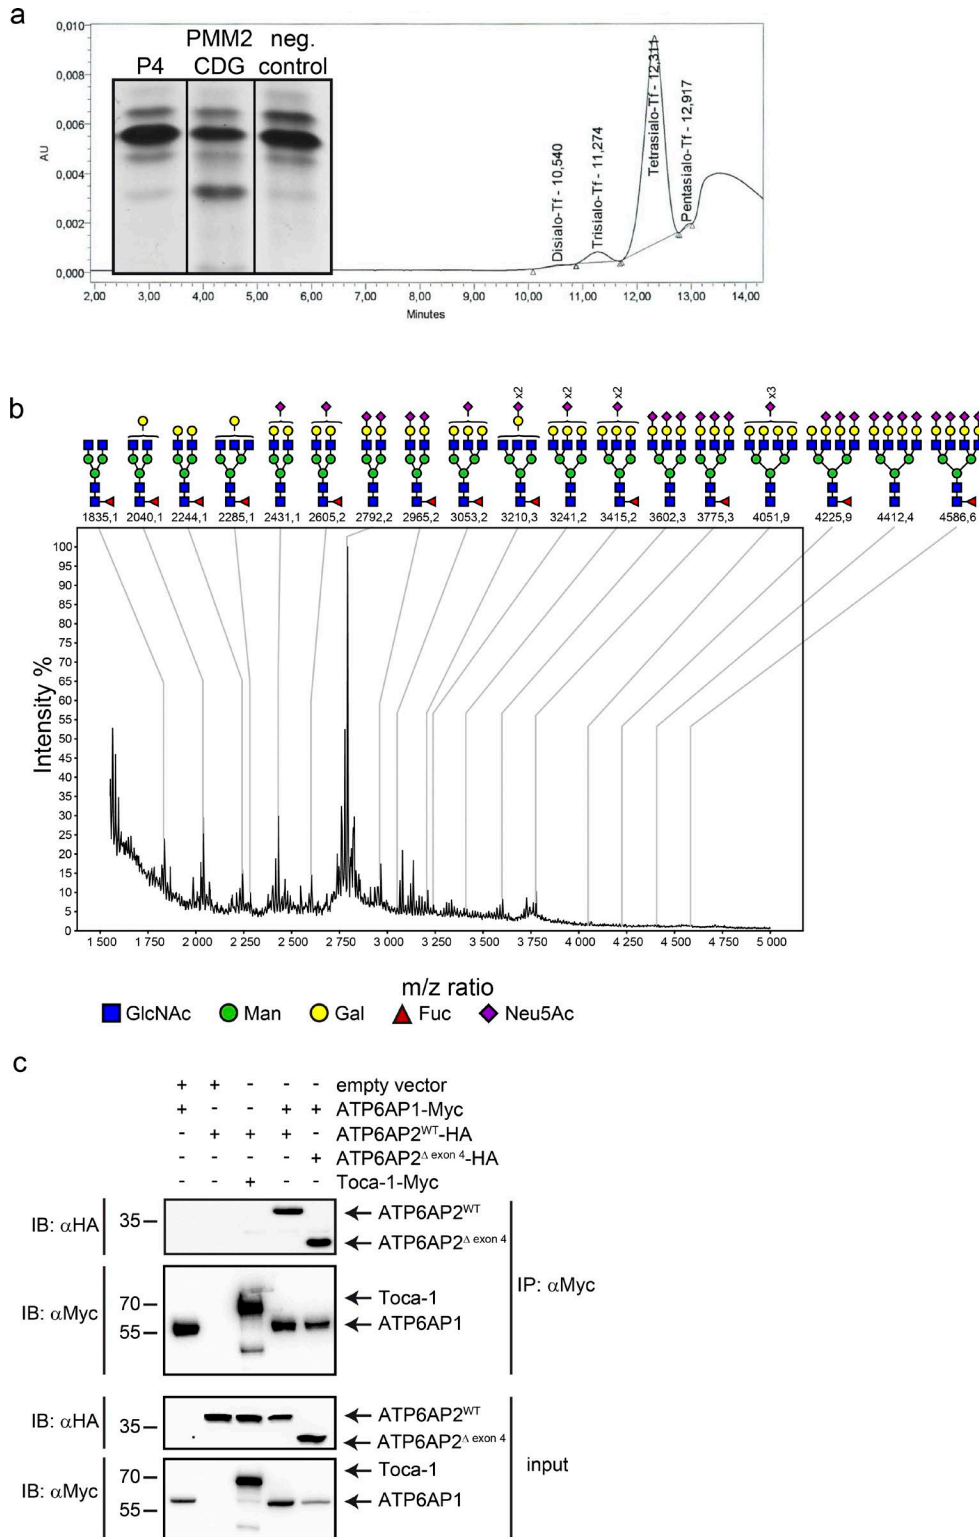 a
0,010
0,008
0,006
0,004
0,002
0,000
AU
P4
PMM2 CDG
neg. control
Disialo-Tf - 10,540
Trisialo-Tf - 11,274
Tetrasialo-Tf - 12,311
Pentasialo-Tf - 12,917
2,00 3,00 4,00 5,00 6,00 7,00 8,00 9,00 10,00 11,00 12,00 13,00 14,00
Minutes
b
x2 x2 x2 x3
1835,1 2040,1 2244,1 2285,1 2431,1 2605,2 2792,2 2965,2 3053,2 3210,3 3241,2 3415,2 3602,3 3775,3 4051,9 4225,9 4412,4 4586,6
Intensity %
100
95
90
85
80
75
70
65
60
55
50
45
40
35
30
25
20
15
10
5
0
1 500 1 750 2 000 2 250 2 500 2 750 3 000 3 250 3 500 3 750 4 000 4 250 4 500 4 750 5 000
m/z ratio
GlcNAc Man Gal Fuc Neu5Ac
c
+ + - - - empty vector
+ - - + + ATP6AP1-Myc
- + + + - ATP6AP2WT-HA
- - - - + ATP6AP2Δ exon 4-HA
- - + - - Toca-1-Myc
IB: αHA
35
ATP6AP2WT
ATP6AP2Δ exon 4
IB: αMyc
70
55
Toca-1
ATP6AP1
IP: αMyc
IB: αHA
35
ATP6AP2WT
ATP6AP2Δ exon 4
IB: αMyc
70
55
Toca-1
ATP6AP1
input